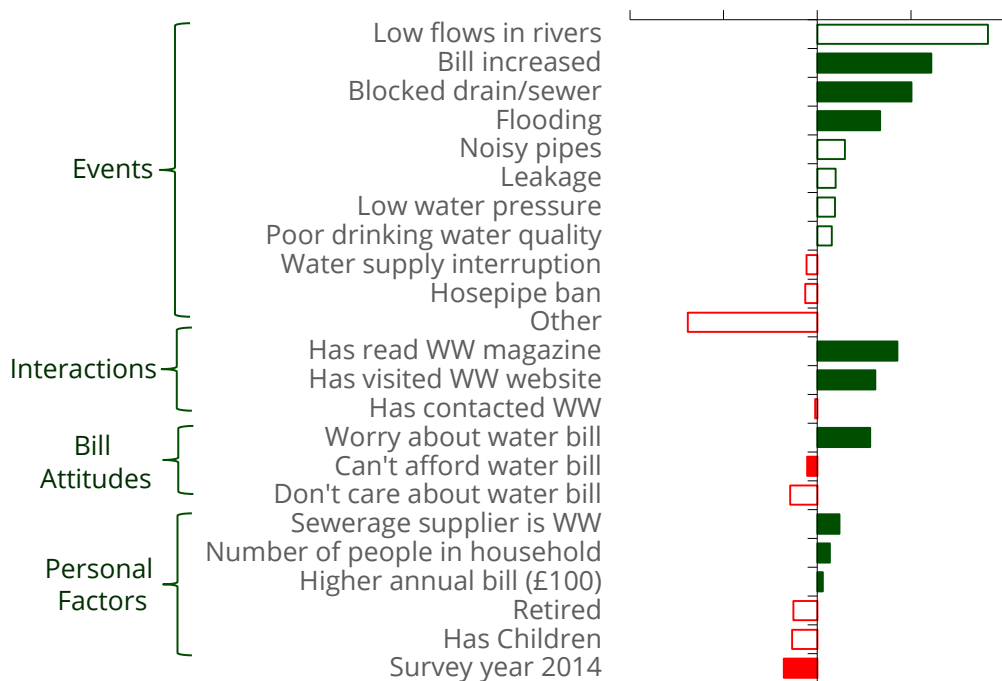 Low flows in rivers
Bill increased
Blocked drain/sewer
Flooding
Noisy pipes
Events
Leakage
Low water pressure
Poor drinking water quality
Water supply interruption
Hosepipe ban
Other
Has read WW magazine
Interactions
Has visited WW website
Has contacted WW
Worry about water bill
Bill
Attitudes
Can't afford water bill
Don't care about water bill
Sewerage supplier is WW
Number of people in household
Personal
Factors
Higher annual bill (£100)
Retired
Has Children
Survey year 2014